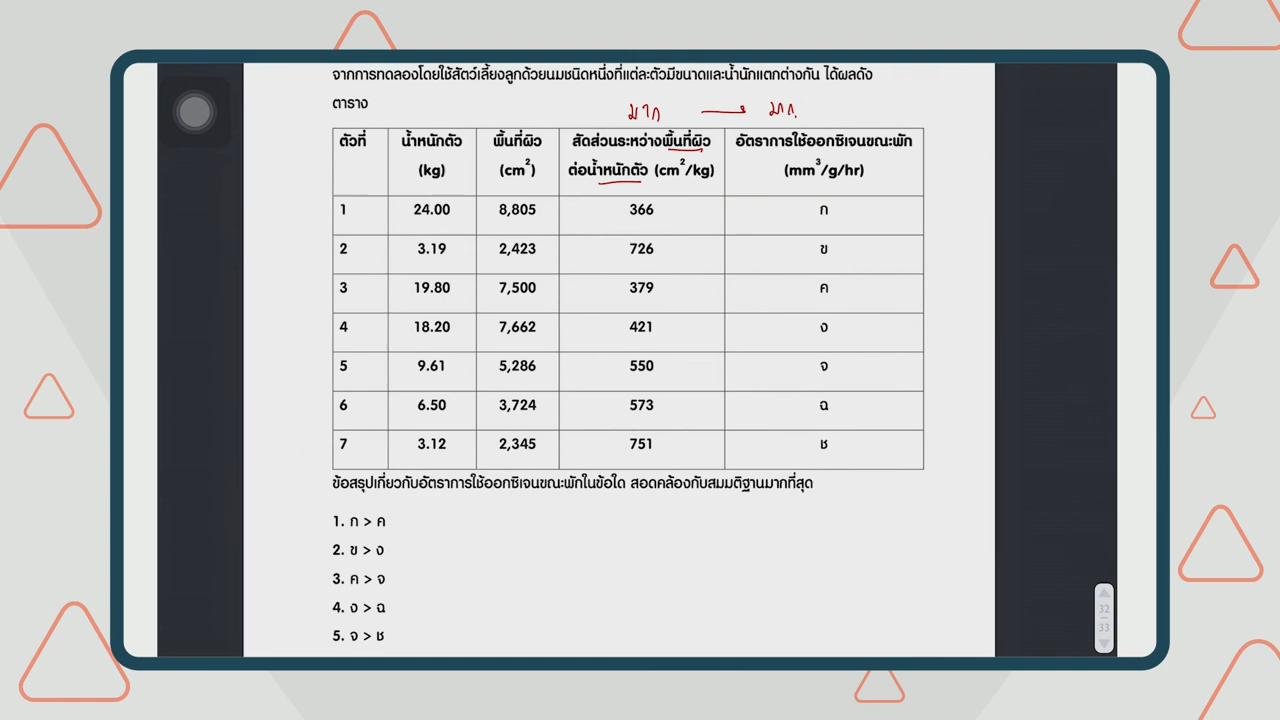 จากการทดลองโดยใช้สัตว์เลี้ยงลูกด้วยนมชนิดหนึ่งที่แต่ละตัวมีขนาดและน้ำนักแตกต่างกัน ได้ผลดัง
ตาราง
มาก → มาก
ตัวที่ น้ำหนักตัว (kg) พื้นที่ผิว (cm²) สัดส่วนระหว่างพื้นที่ผิวต่อน้ำหนักตัว (cm²/kg) อัตราการใช้ออกซิเจนขณะพัก (mm³/g/hr)
1 24.00 8,805 366 ก
2 3.19 2,423 726 ข
3 19.80 7,500 379 ค
4 18.20 7,662 421 ง
5 9.61 5,286 550 จ
6 6.50 3,724 573 ฉ
7 3.12 2,345 751 ช
ข้อสรุปเกี่ยวกับอัตราการใช้ออกซิเจนขณะพักในข้อใด สอดคล้องกับสมมติฐานมากที่สุด
1. ก > ค
2. ข > ง
3. ค > จ
4. ง > ฉ
5. จ > ช
32
33